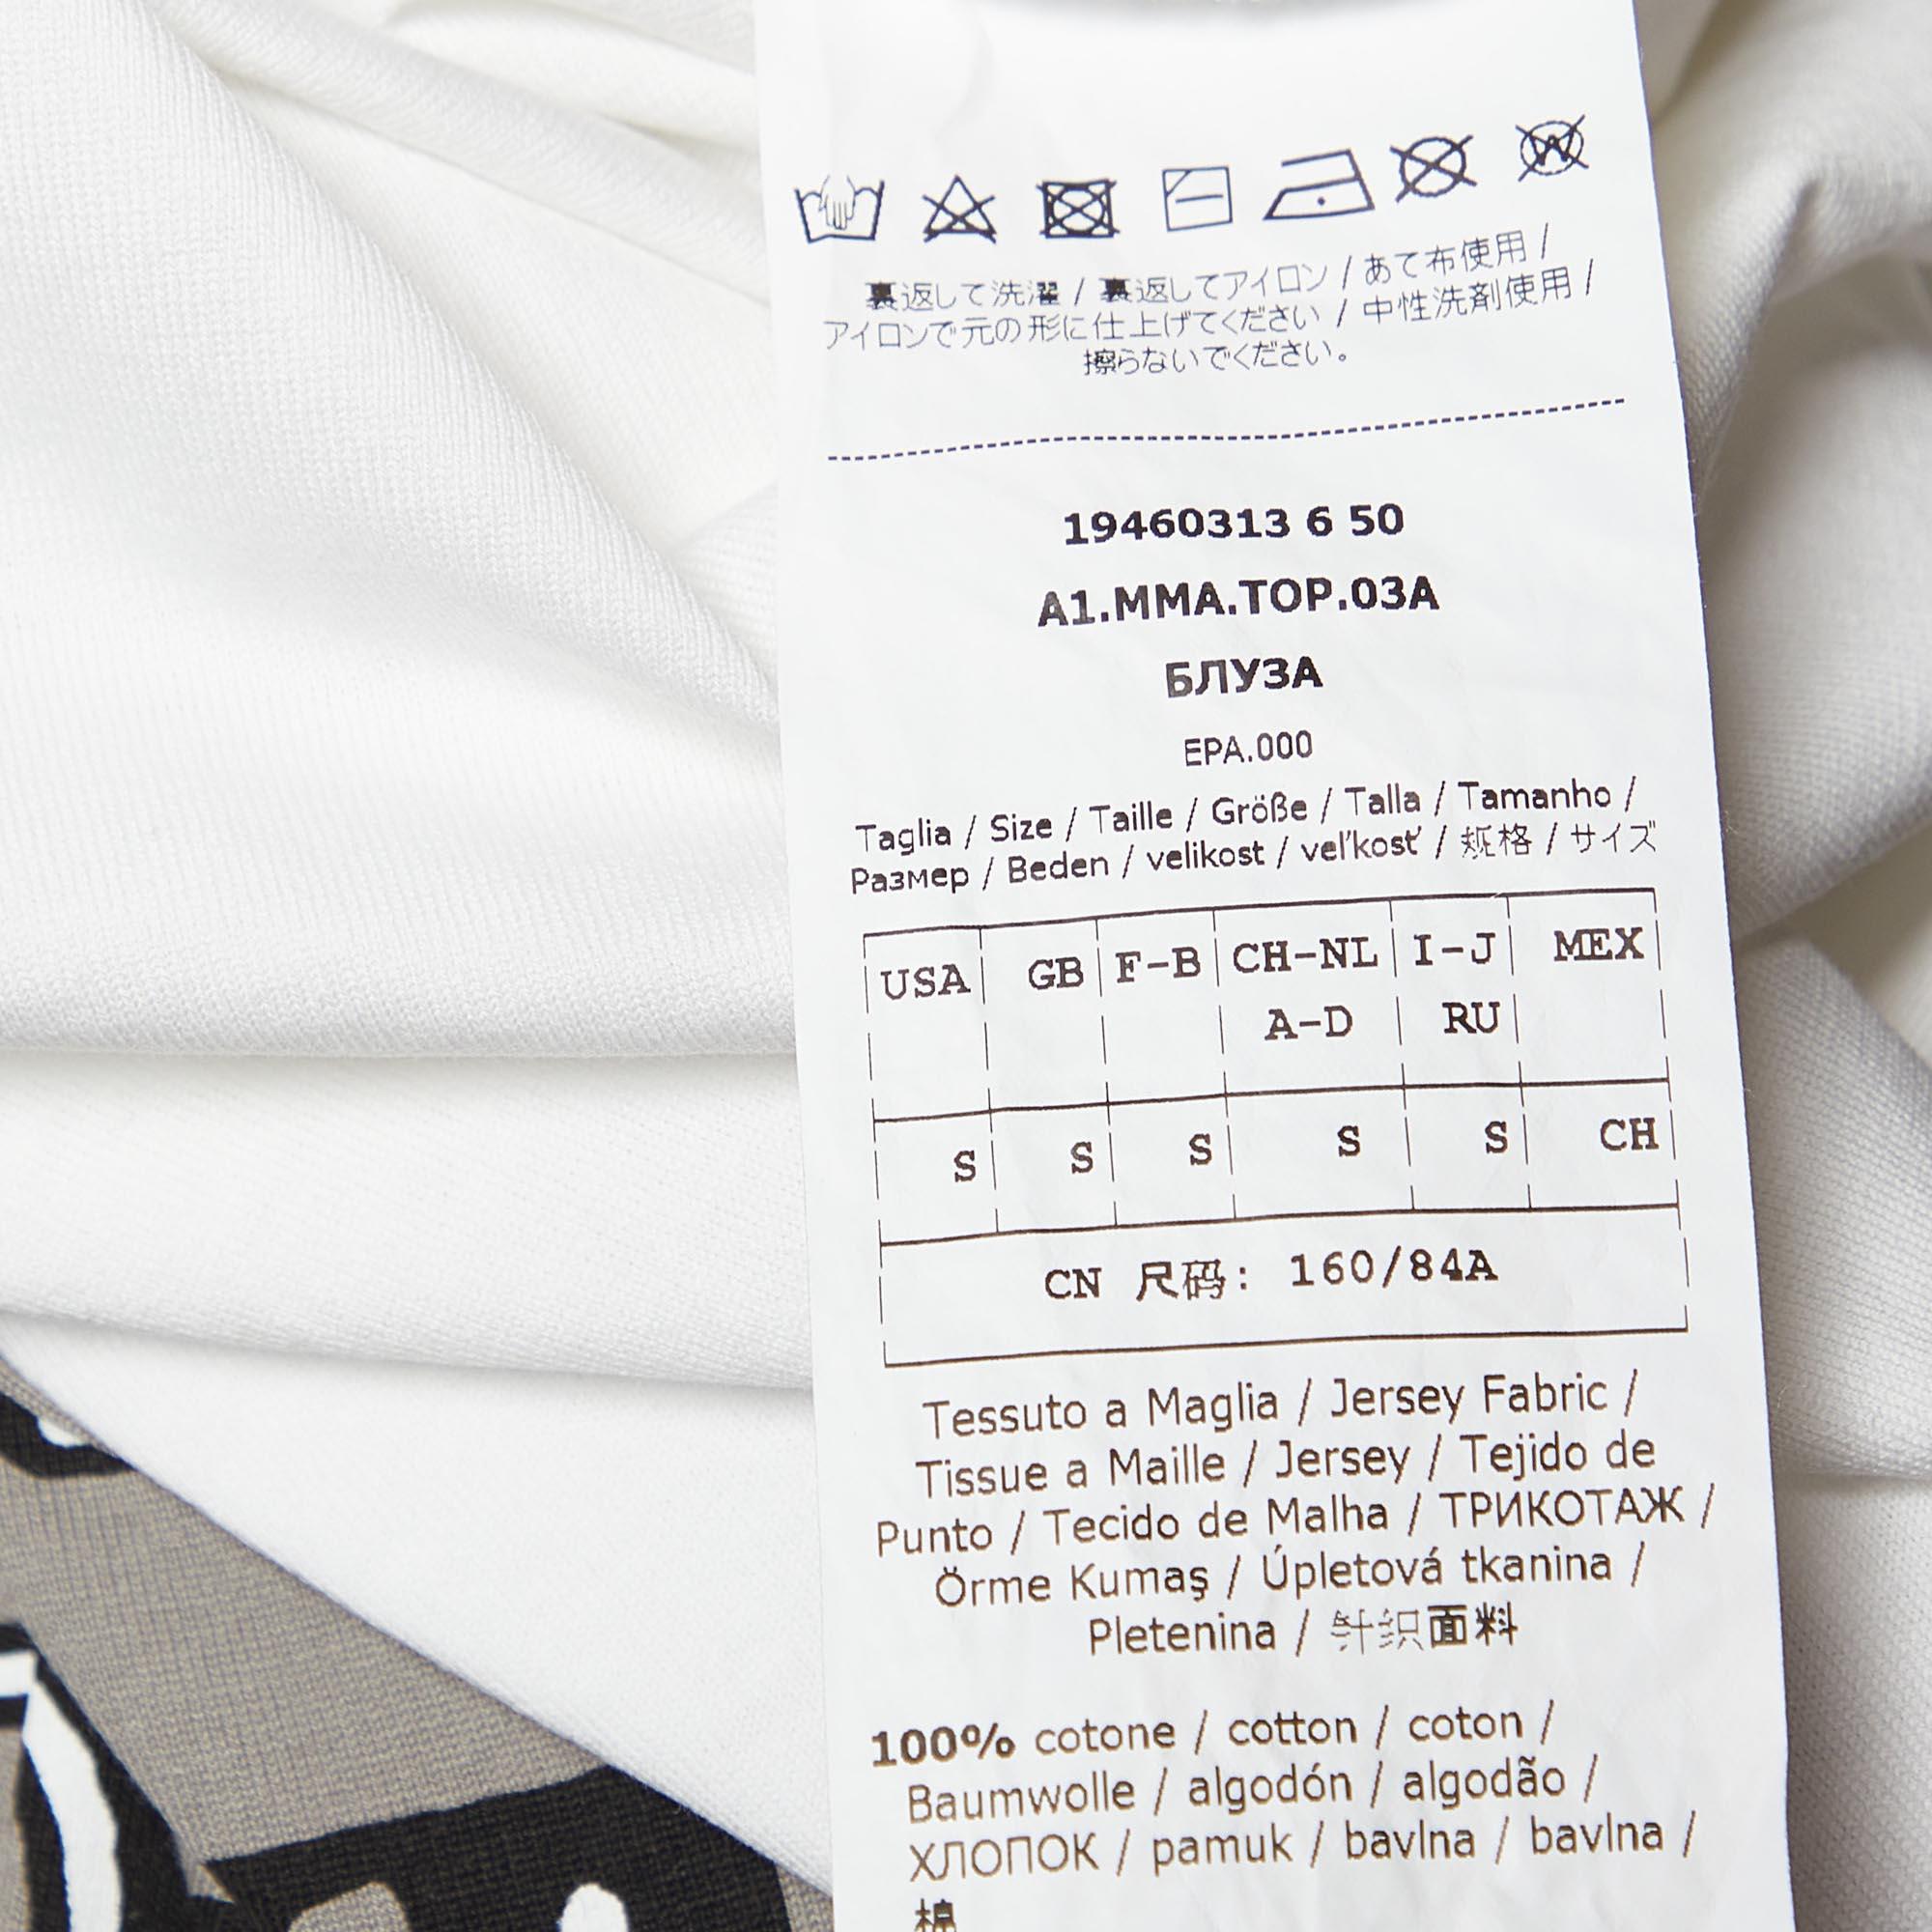 裏返して洗濯 / 裏返してアイロン / あて布使用 /
アイロンで元の形に仕上げてください / 中性洗剤使用 /
擦らないでください。
19460313 6 50
A1.MMA.TOP.03A
БЛУЗА
EPA.000
Taglia / Size / Taille / Größe / Talla / Tamanho /
Размер / Beden / velikost / veľkosť / 规格 / サイズ
USA GB F-B CH-NL I-J MEX
A-D RU
S S S S S CH
CN 尺码: 160/84A
Tessuto a Maglia / Jersey Fabric /
Tissue a Maille / Jersey / Tejido de
Punto / Tecido de Malha / ТРИКОТАЖ /
Örme Kumaş / Úpletová tkanina /
Pletenina / 针织面料
100% cotone / cotton / coton /
Baumwolle / algodón / algodão /
ХЛОПОК / pamuk / bavlna / bavlna /
棉